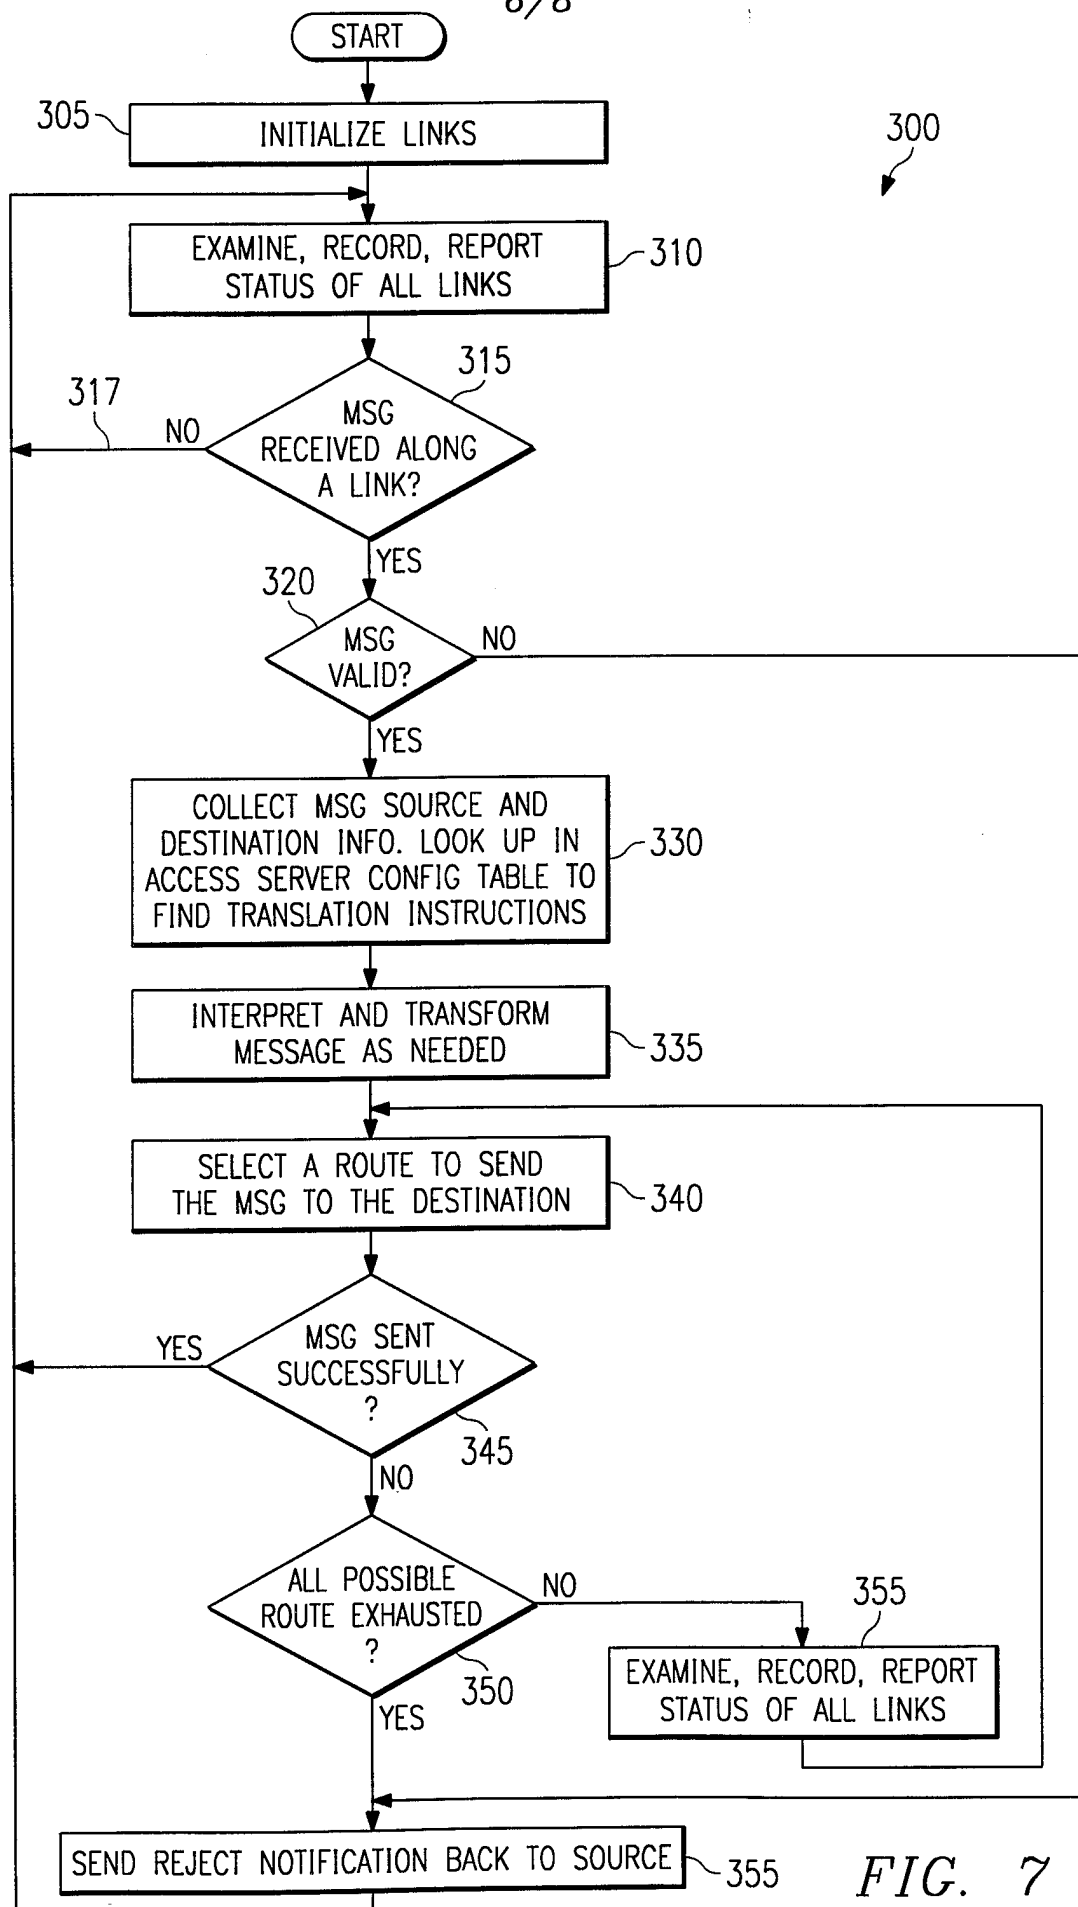 6/8
START
305
INITIALIZE LINKS
300
EXAMINE, RECORD, REPORT
STATUS OF ALL LINKS
310
315
317
NO
MSG
RECEIVED ALONG
A LINK?
YES
320
MSG
VALID?
NO
YES
COLLECT MSG SOURCE AND
DESTINATION INFO. LOOK UP IN
ACCESS SERVER CONFIG TABLE TO
FIND TRANSLATION INSTRUCTIONS
330
INTERPRET AND TRANSFORM
MESSAGE AS NEEDED
335
SELECT A ROUTE TO SEND
THE MSG TO THE DESTINATION
340
YES
MSG SENT
SUCCESSFULLY
?
345
NO
ALL POSSIBLE
ROUTE EXHAUSTED
?
350
NO
355
EXAMINE, RECORD, REPORT
STATUS OF ALL LINKS
YES
SEND REJECT NOTIFICATION BACK TO SOURCE
355
FIG. 7